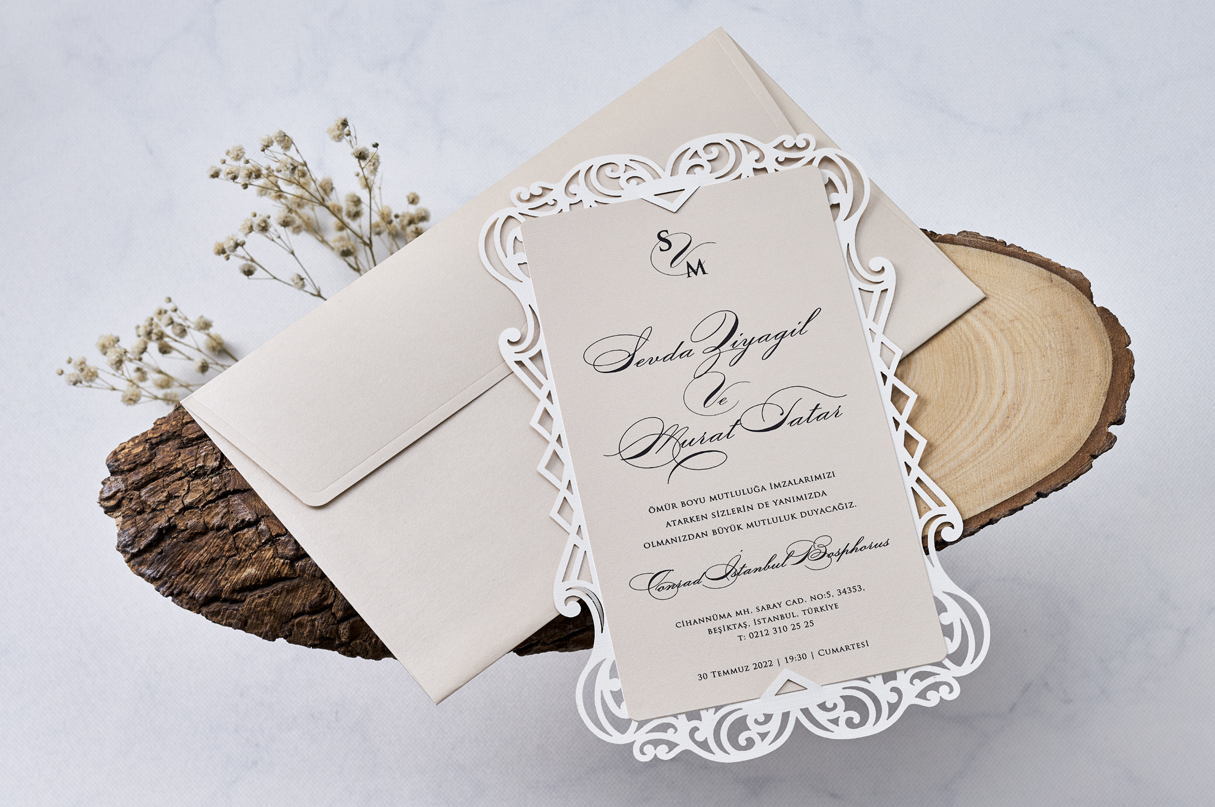 S V M
Sevda Ziyagil
Ve
Murat Tatar
ÖMÜR BOYU MUTLULUĞA İMZALARIMIZI
ATARKEN SİZLERİN DE YANIMIZDA
OLMANIZDAN BÜYÜK MUTLULUK DUYACAĞIZ.
Conrad İstanbul Bosphorus
CİHANNÜMA MH. SARAY CAD. NO:5, 34353,
BEŞİKTAŞ, İSTANBUL, TÜRKİYE
T: 0212 310 25 25
30 TEMMUZ 2022 | 19:30 | CUMARTESİ